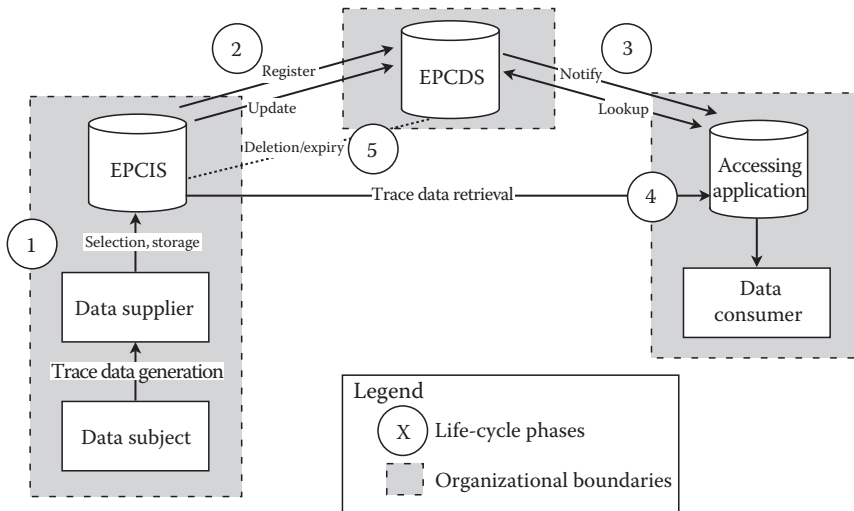 2
3
Register
EPCDS
Notify
Update
Lookup
Deletion/expiry
5
EPCIS
Accessing
application
Trace data retrieval
4
1
Selection, storage
Data supplier
Data
consumer
Trace data generation
Data subject
Legend
X
Life-cycle phases
Organizational boundaries